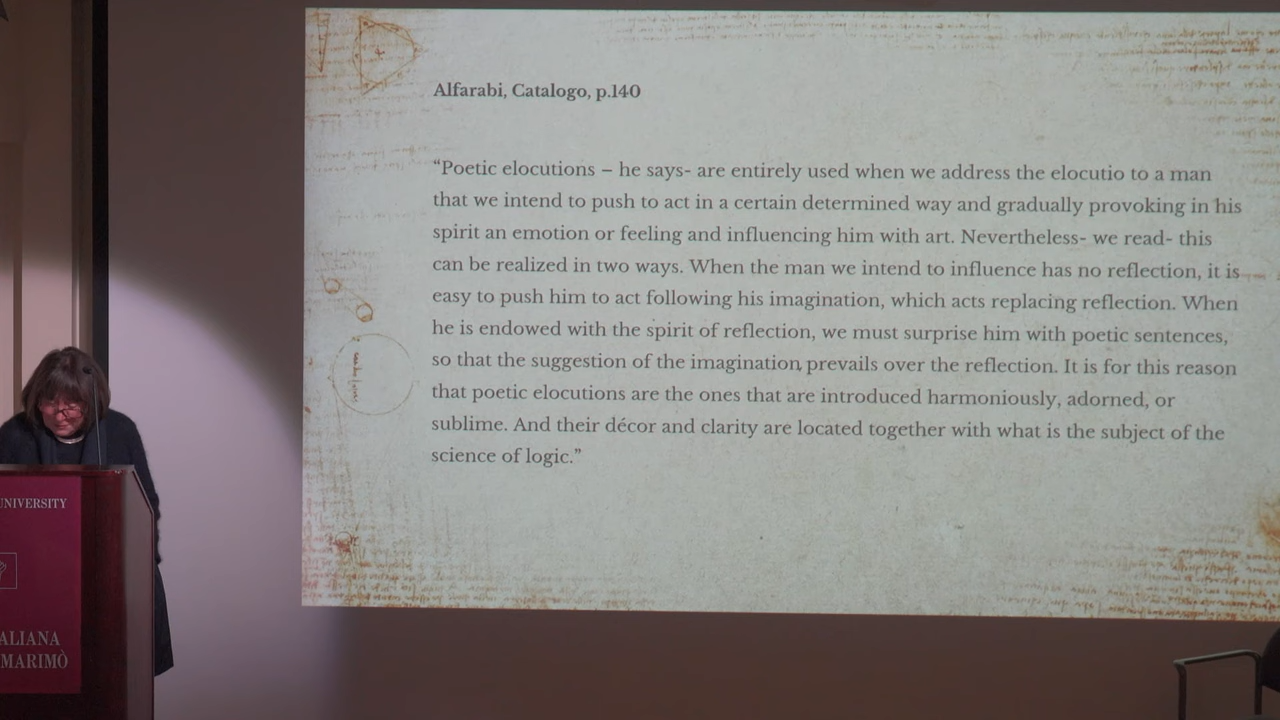 Alfarabi, Catalogo, p.140
“Poetic elocutions – he says- are entirely used when we address the elocutio to a man
that we intend to push to act in a certain determined way and gradually provoking in his
spirit an emotion or feeling and influencing him with art. Nevertheless- we read- this
can be realized in two ways. When the man we intend to influence has no reflection, it is
easy to push him to act following his imagination, which acts replacing reflection. When
he is endowed with the spirit of reflection, we must surprise him with poetic sentences,
so that the suggestion of the imagination prevails over the reflection. It is for this reason
that poetic elocutions are the ones that are introduced harmoniously, adorned, or
sublime. And their décor and clarity are located together with what is the subject of the
science of logic.”
UNIVERSITY
ALIANA
MARIMÒ